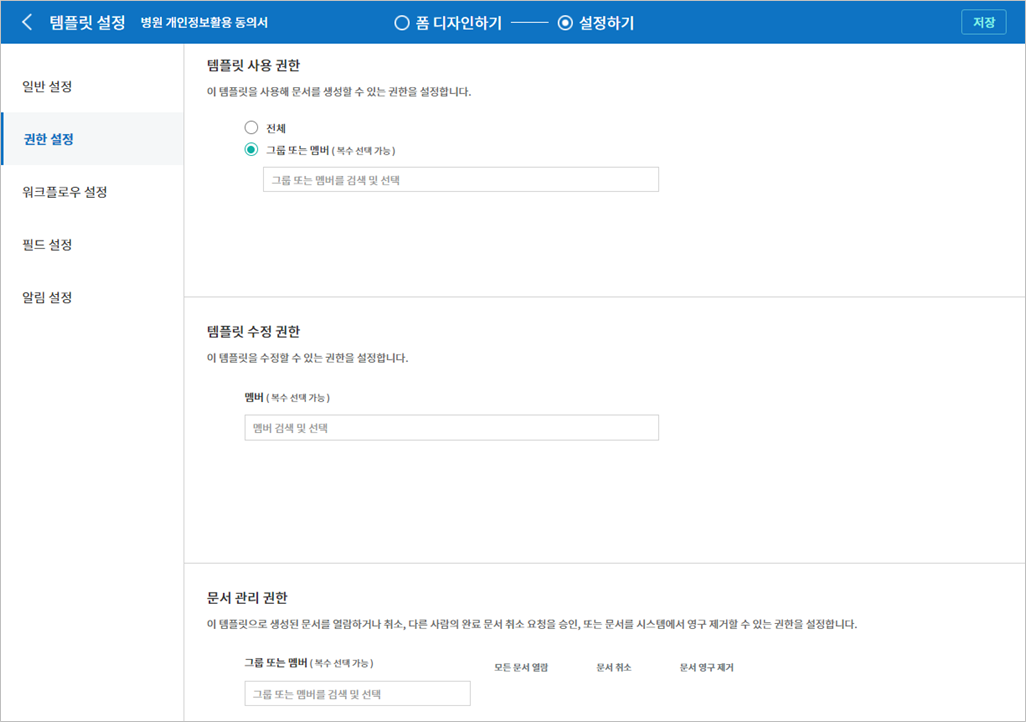 템플릿 설정 병원 개인정보활용 동의서 폼 디자인하기 설정하기 저장
일반 설정
권한 설정
워크플로우 설정
필드 설정
알림 설정
템플릿 사용 권한
이 템플릿을 사용해 문서를 생성할 수 있는 권한을 설정합니다.
전체
그룹 또는 멤버 ( 복수 선택 가능 )
그룹 또는 멤버를 검색 및 선택
템플릿 수정 권한
이 템플릿을 수정할 수 있는 권한을 설정합니다.
멤버 ( 복수 선택 가능 )
멤버 검색 및 선택
문서 관리 권한
이 템플릿으로 생성된 문서를 열람하거나 취소, 다른 사람의 완료 문서 취소 요청을 승인, 또는 문서를 시스템에서 영구 제거할 수 있는 권한을 설정합니다.
그룹 또는 멤버 ( 복수 선택 가능 ) 모든 문서 열람 문서 취소 문서 영구 제거
그룹 또는 멤버를 검색 및 선택